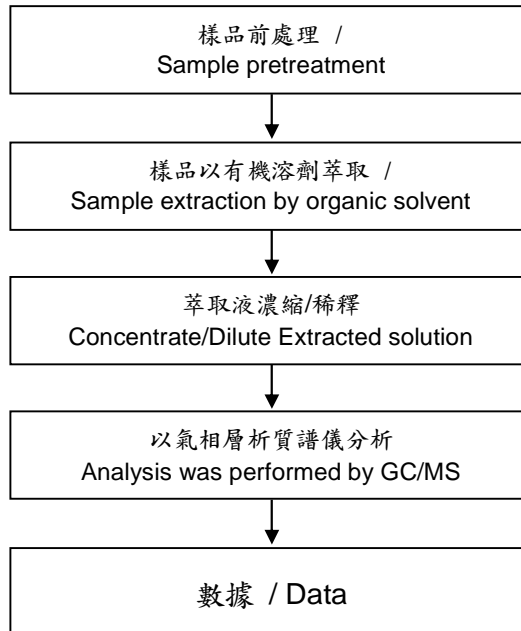 樣品前處理 /
Sample pretreatment
樣品以有機溶劑萃取 /
Sample extraction by organic solvent
萃取液濃縮/稀釋
Concentrate/Dilute Extracted solution
以氣相層析質譜儀分析
Analysis was performed by GC/MS
數據 / Data